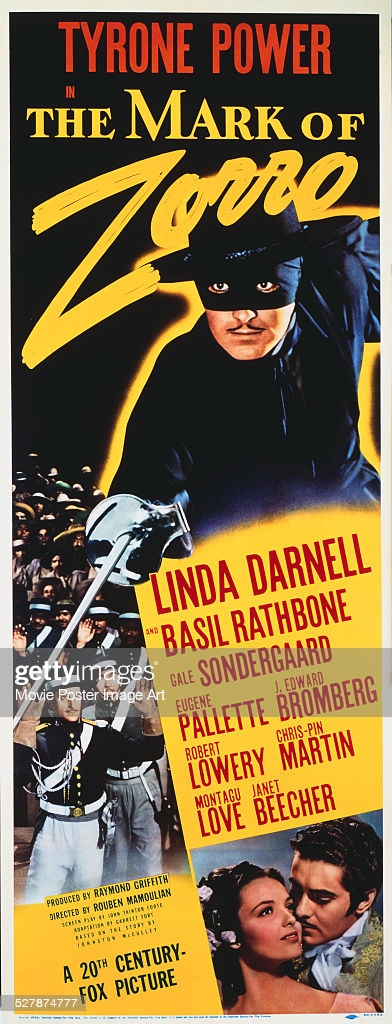 TYRONE POWER
IN
THE MARK OF
Zorro
LINDA DARNELL
AND BASIL RATHBONE
GALE SONDERGAARD
EUGENE PALLETTE J. EDWARD BROMBERG
ROBERT LOWERY CHRIS-PIN MARTIN
MONTAGU LOVE JANET BEECHER
gettyimages
Movie Poster Image Art
PRODUCED BY RAYMOND GRIFFITH
DIRECTED BY ROUBEN MAMOULIAN
SCREEN PLAY BY JOHN TAINTOR FOOTE
ADAPTATION BY GARRETT FORT
BASED ON THE STORY BY
JOHNSTON McCULLEY
A 20TH CENTURY-
FOX PICTURE
527874777